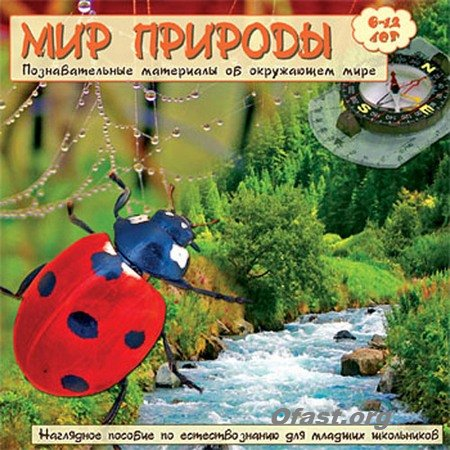 МИР ПРИРОДЫ
6-12
лет
Познавательные материалы об окружающем мире
N
S
Ofast.org
Наглядное пособие по естествознанию для младших школьников